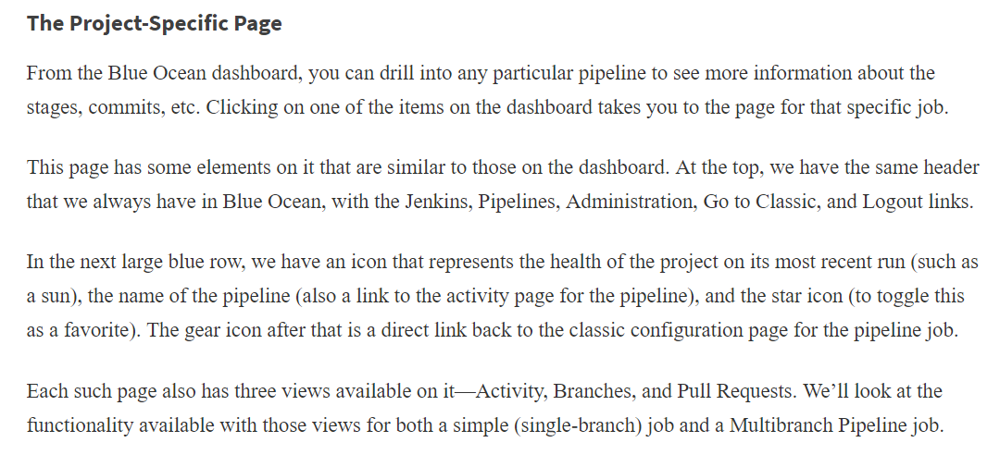 The Project-Specific Page
From the Blue Ocean dashboard, you can drill into any particular pipeline to see more information about the
stages, commits, etc. Clicking on one of the items on the dashboard takes you to the page for that specific job.
This page has some elements on it that are similar to those on the dashboard. At the top, we have the same header
that we always have in Blue Ocean, with the Jenkins, Pipelines, Administration, Go to Classic, and Logout links.
In the next large blue row, we have an icon that represents the health of the project on its most recent run (such as
a sun), the name of the pipeline (also a link to the activity page for the pipeline), and the star icon (to toggle this
as a favorite). The gear icon after that is a direct link back to the classic configuration page for the pipeline job.
Each such page also has three views available on it—Activity, Branches, and Pull Requests. We’ll look at the
functionality available with those views for both a simple (single-branch) job and a Multibranch Pipeline job.